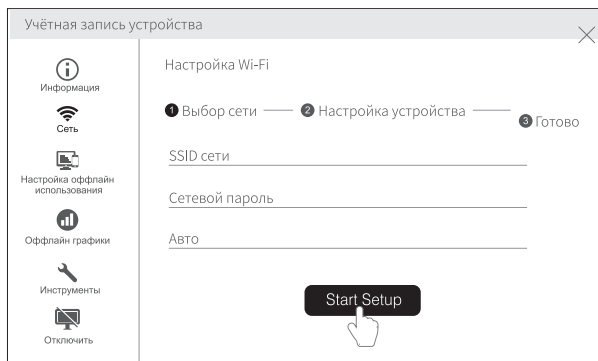 Учётная запись устройства
Информация
Сеть
Настройка оффлайн
использования
Оффлайн графики
Инструменты
Отключить
Настройка Wi-Fi
1 Выбор сети
2 Настройка устройства
3 Готово
SSID сети
Сетевой пароль
Авто
Start Setup